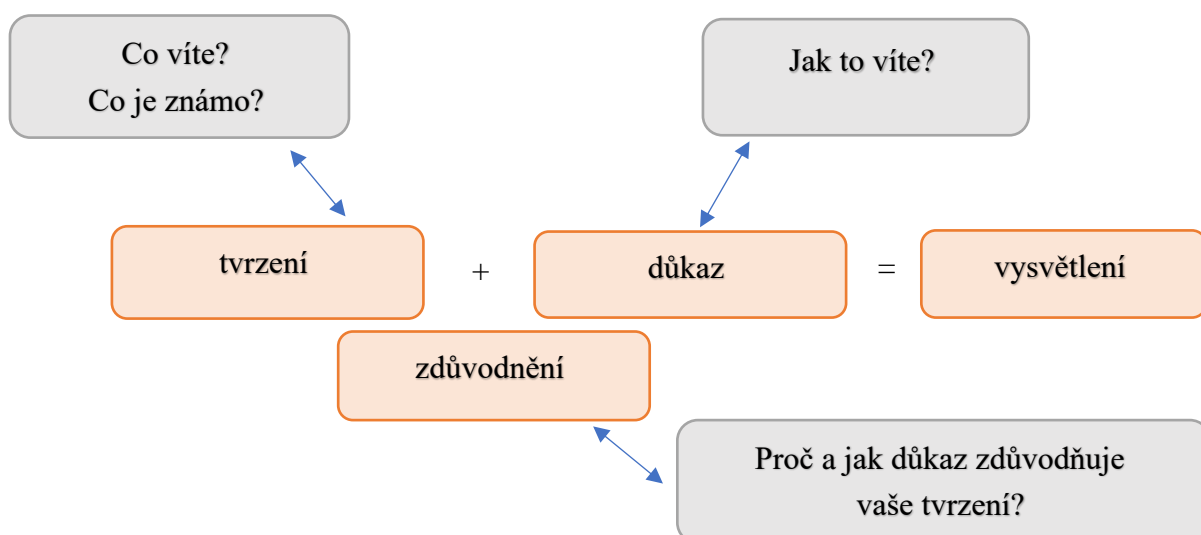 Co víte?
Co je známo?
Jak to víte?
tvrzení
+
důkaz
=
vysvětlení
zdůvodnění
Proč a jak důkaz zdůvodňuje
vaše tvrzení?